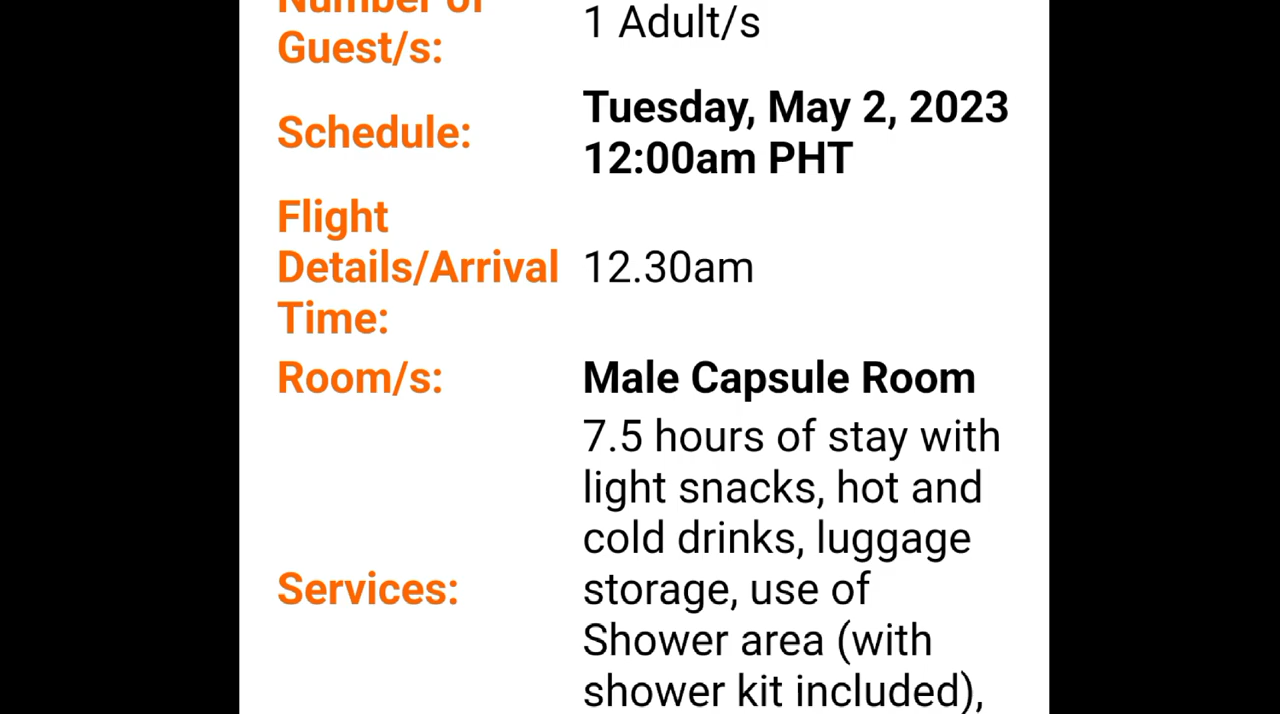 Number of
Guest/s:
1 Adult/s
Schedule:
Tuesday, May 2, 2023
12:00am PHT
Flight
Details/Arrival
Time:
12.30am
Room/s:
Male Capsule Room
Services:
7.5 hours of stay with
light snacks, hot and
cold drinks, luggage
storage, use of
Shower area (with
shower kit included),